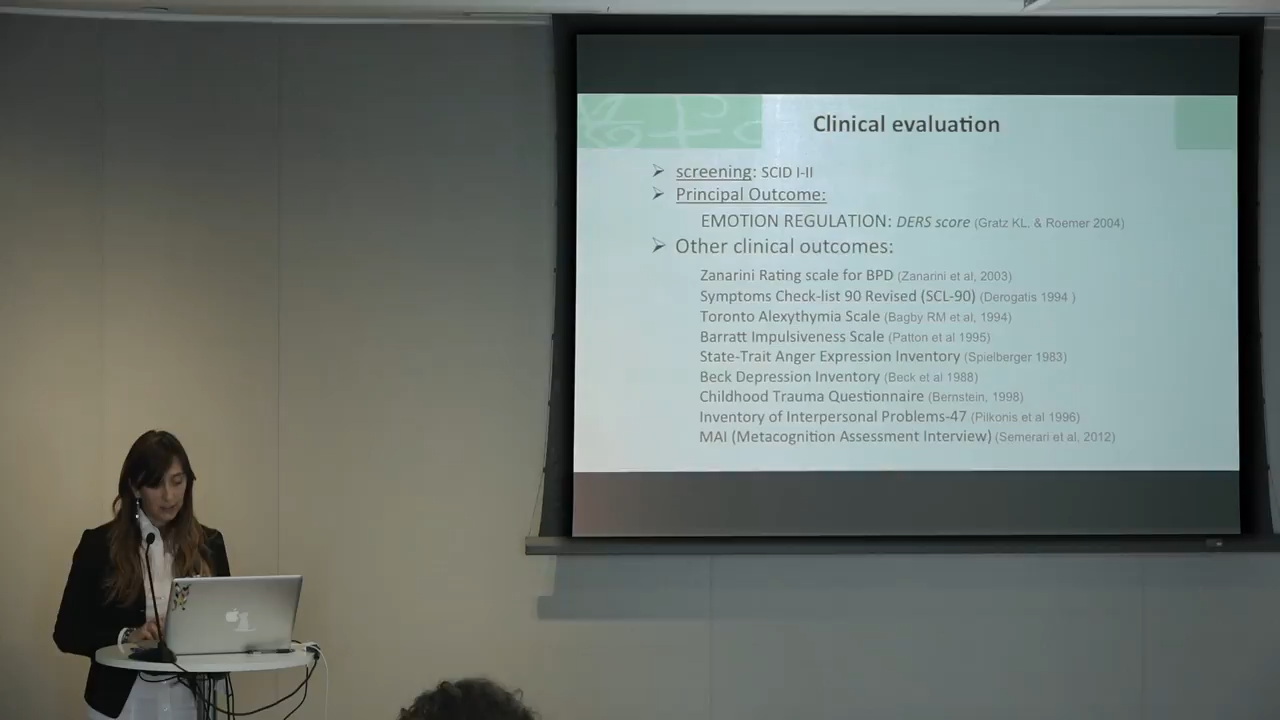 Clinical evaluation
➢ screening: SCID I-II
➢ Principal Outcome:
EMOTION REGULATION: DERS score (Gratz KL. & Roemer 2004)
➢ Other clinical outcomes:
Zanarini Rating scale for BPD (Zanarini et al, 2003)
Symptoms Check-list 90 Revised (SCL-90) (Derogatis 1994 )
Toronto Alexythymia Scale (Bagby RM et al, 1994)
Barratt Impulsiveness Scale (Patton et al 1995)
State-Trait Anger Expression Inventory (Spielberger 1983)
Beck Depression Inventory (Beck et al 1988)
Childhood Trauma Questionnaire (Bernstein, 1998)
Inventory of Interpersonal Problems-47 (Pilkonis et al 1996)
MAI (Metacognition Assessment Interview) (Semerari et al, 2012)